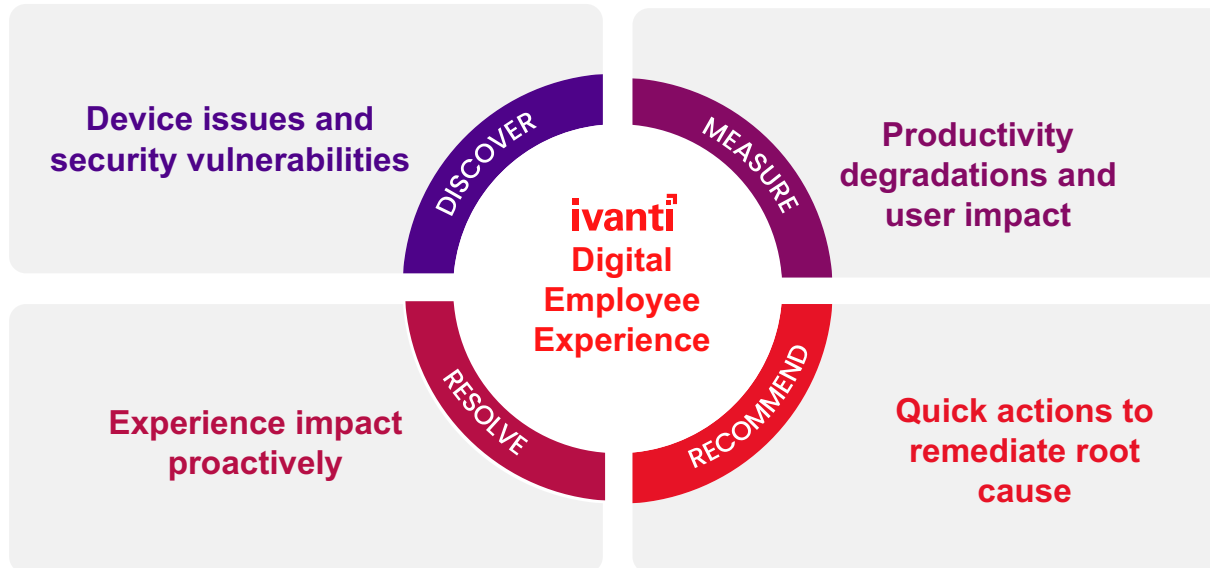 Device issues and
security vulnerabilities
DISCOVER
MEASURE
Productivity
degradations and
user impact
ivanti
Digital
Employee
Experience
Experience impact
proactively
RESOLVE
RECOMMEND
Quick actions to
remediate root
cause